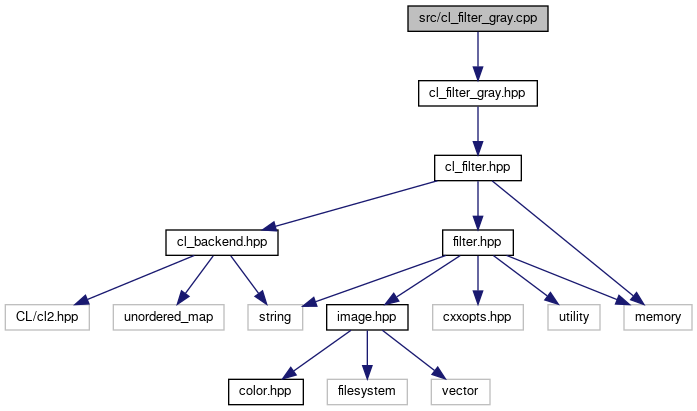 src/cl_filter_gray.cpp
cl_filter_gray.hpp
cl_filter.hpp
cl_backend.hpp
filter.hpp
CL/cl2.hpp
unordered_map
string
image.hpp
cxxopts.hpp
utility
memory
color.hpp
filesystem
vector